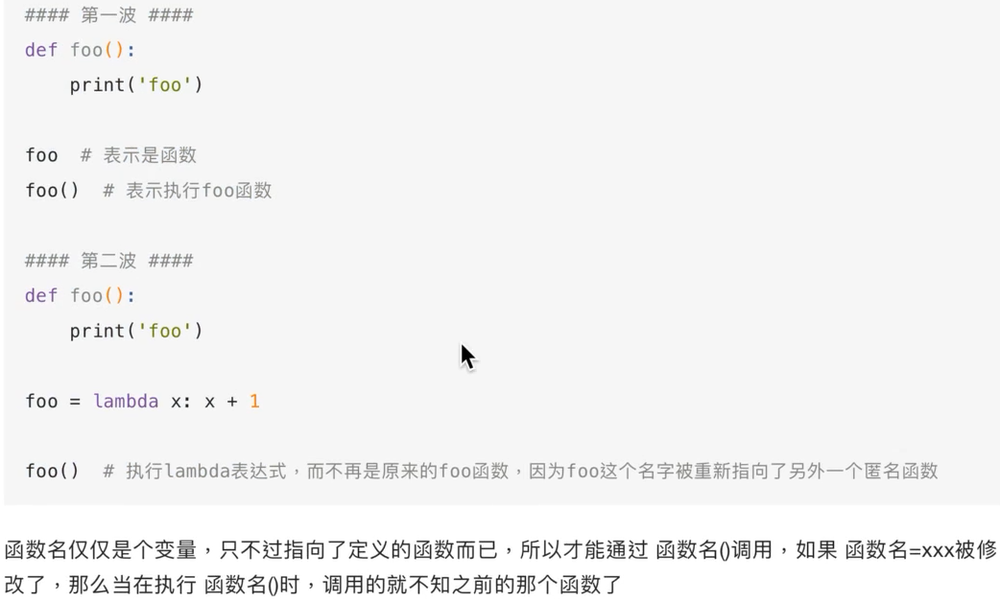 #### 第一波 ####
def foo():
    print('foo')
foo  # 表示是函数
foo()  # 表示执行foo函数
#### 第二波 ####
def foo():
    print('foo')
foo = lambda x: x + 1
foo()  # 执行lambda表达式，而不再是原来的foo函数，因为foo这个名字被重新指向了另外一个匿名函数
函数名仅仅是个变量，只不过指向了定义的函数而已，所以才能通过 函数名()调用，如果 函数名=xxx被修
改了，那么当在执行 函数名()时，调用的就不知之前的那个函数了